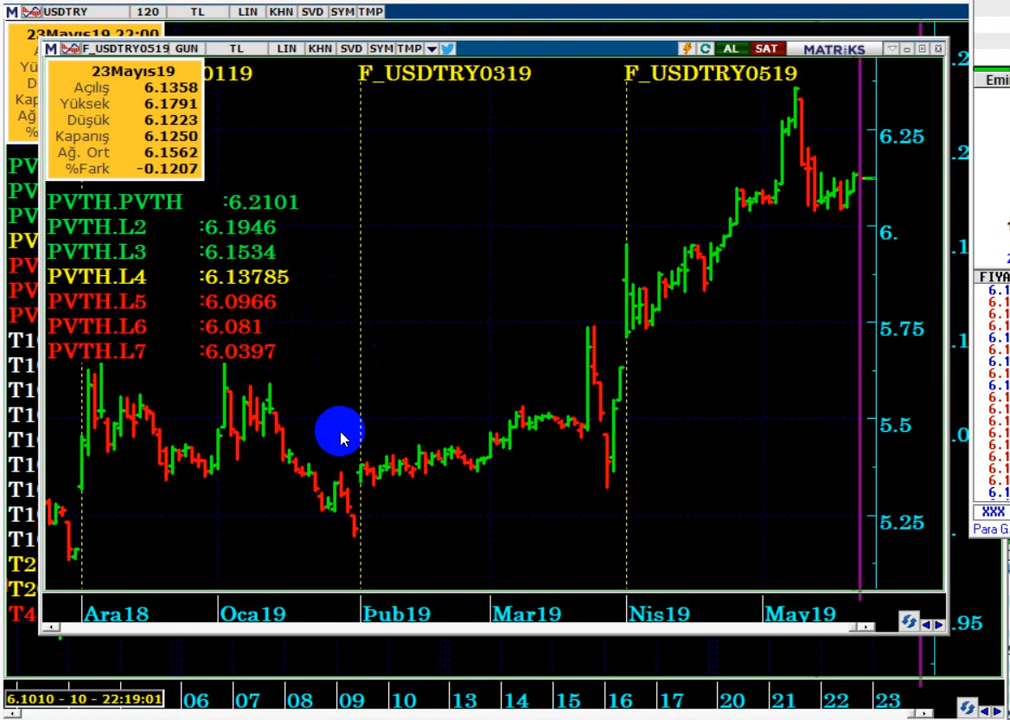 M USDTRY 120 TL LIN KHN SVD SYM TMP
23Mayıs19 22:00
M F_USDTRY0519 GUN TL LIN KHN SVD SYM TMP AL SAT MATRiKS
23Mayıs19
Açılış 6.1358
Yüksek 6.1791
Düşük 6.1223
Kapanış 6.1250
Ağ. Ort 6.1562
%Fark -0.1207
0119 F_USDTRY0319 F_USDTRY0519
PVTH.PVTH :6.2101
PVTH.L2 :6.1946
PVTH.L3 :6.1534
PVTH.L4 :6.13785
PVTH.L5 :6.0966
PVTH.L6 :6.081
PVTH.L7 :6.0397
6.25
6.
5.75
5.5
5.25
Ara18 Oca19 Þub19 Mar19 Nis19 May19
.95
6.1010 - 10 - 22:19:01 06 07 08 09 10 13 14 15 16 17 20 21 22 23
FIYA
XXX
Para G